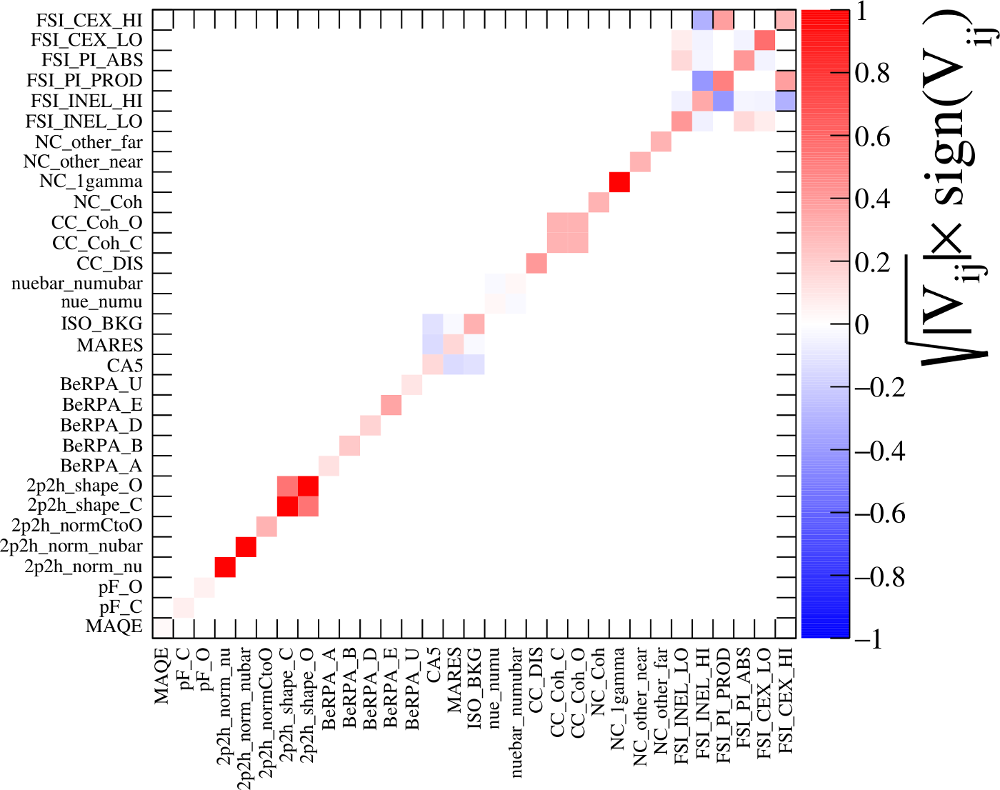 FSI_CEX_HI
FSI_CEX_LO
FSI_PI_ABS
FSI_PI_PROD
FSI_INEL_HI
FSI_INEL_LO
NC_other_far
NC_other_near
NC_1gamma
NC_Coh
CC_Coh_O
CC_Coh_C
CC_DIS
nuebar_numubar
nue_numu
ISO_BKG
MARES
CA5
BeRPA_U
BeRPA_E
BeRPA_D
BeRPA_B
BeRPA_A
2p2h_shape_O
2p2h_shape_C
2p2h_normCtoO
2p2h_norm_nubar
2p2h_norm_nu
pF_O
pF_C
MAQE
MAQE
pF_C
pF_O
2p2h_norm_nu
2p2h_norm_nubar
2p2h_normCtoO
2p2h_shape_C
2p2h_shape_O
BeRPA_A
BeRPA_B
BeRPA_D
BeRPA_E
BeRPA_U
CA5
MARES
ISO_BKG
nue_numu
nuebar_numubar
CC_DIS
CC_Coh_C
CC_Coh_O
NC_Coh
NC_1gamma
NC_other_near
NC_other_far
FSI_INEL_LO
FSI_INEL_HI
FSI_PI_PROD
FSI_PI_ABS
FSI_CEX_LO
FSI_CEX_HI
1
0.8
0.6
0.4
0.2
0
−0.2
−0.4
−0.6
−0.8
−1
√|V_ij|× sign(V_ij)